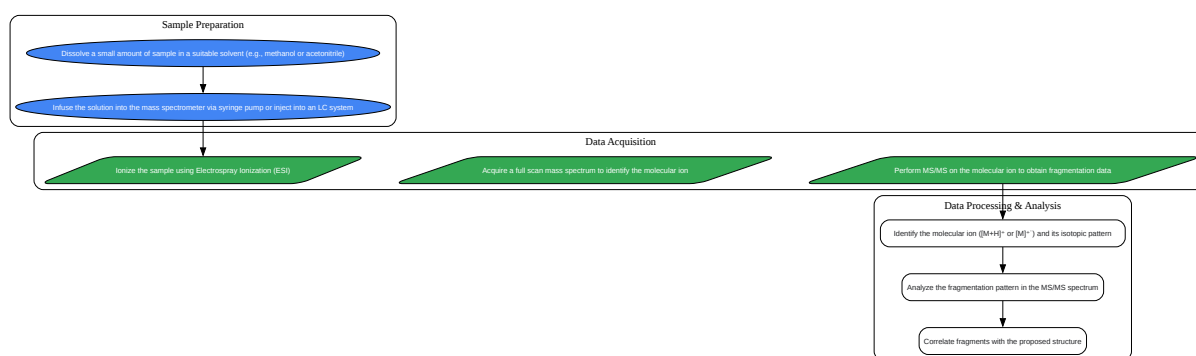 Sample Preparation
Dissolve a small amount of sample in a suitable solvent (e.g., methanol or acetonitrile)
Infuse the solution into the mass spectrometer via syringe pump or inject into an LC system
Data Acquisition
Ionize the sample using Electrospray Ionization (ESI)
Acquire a full scan mass spectrum to identify the molecular ion
Perform MS/MS on the molecular ion to obtain fragmentation data
Data Processing & Analysis
Identify the molecular ion ([M+H]⁺ or [M]⁺˙) and its isotopic pattern
Analyze the fragmentation pattern in the MS/MS spectrum
Correlate fragments with the proposed structure